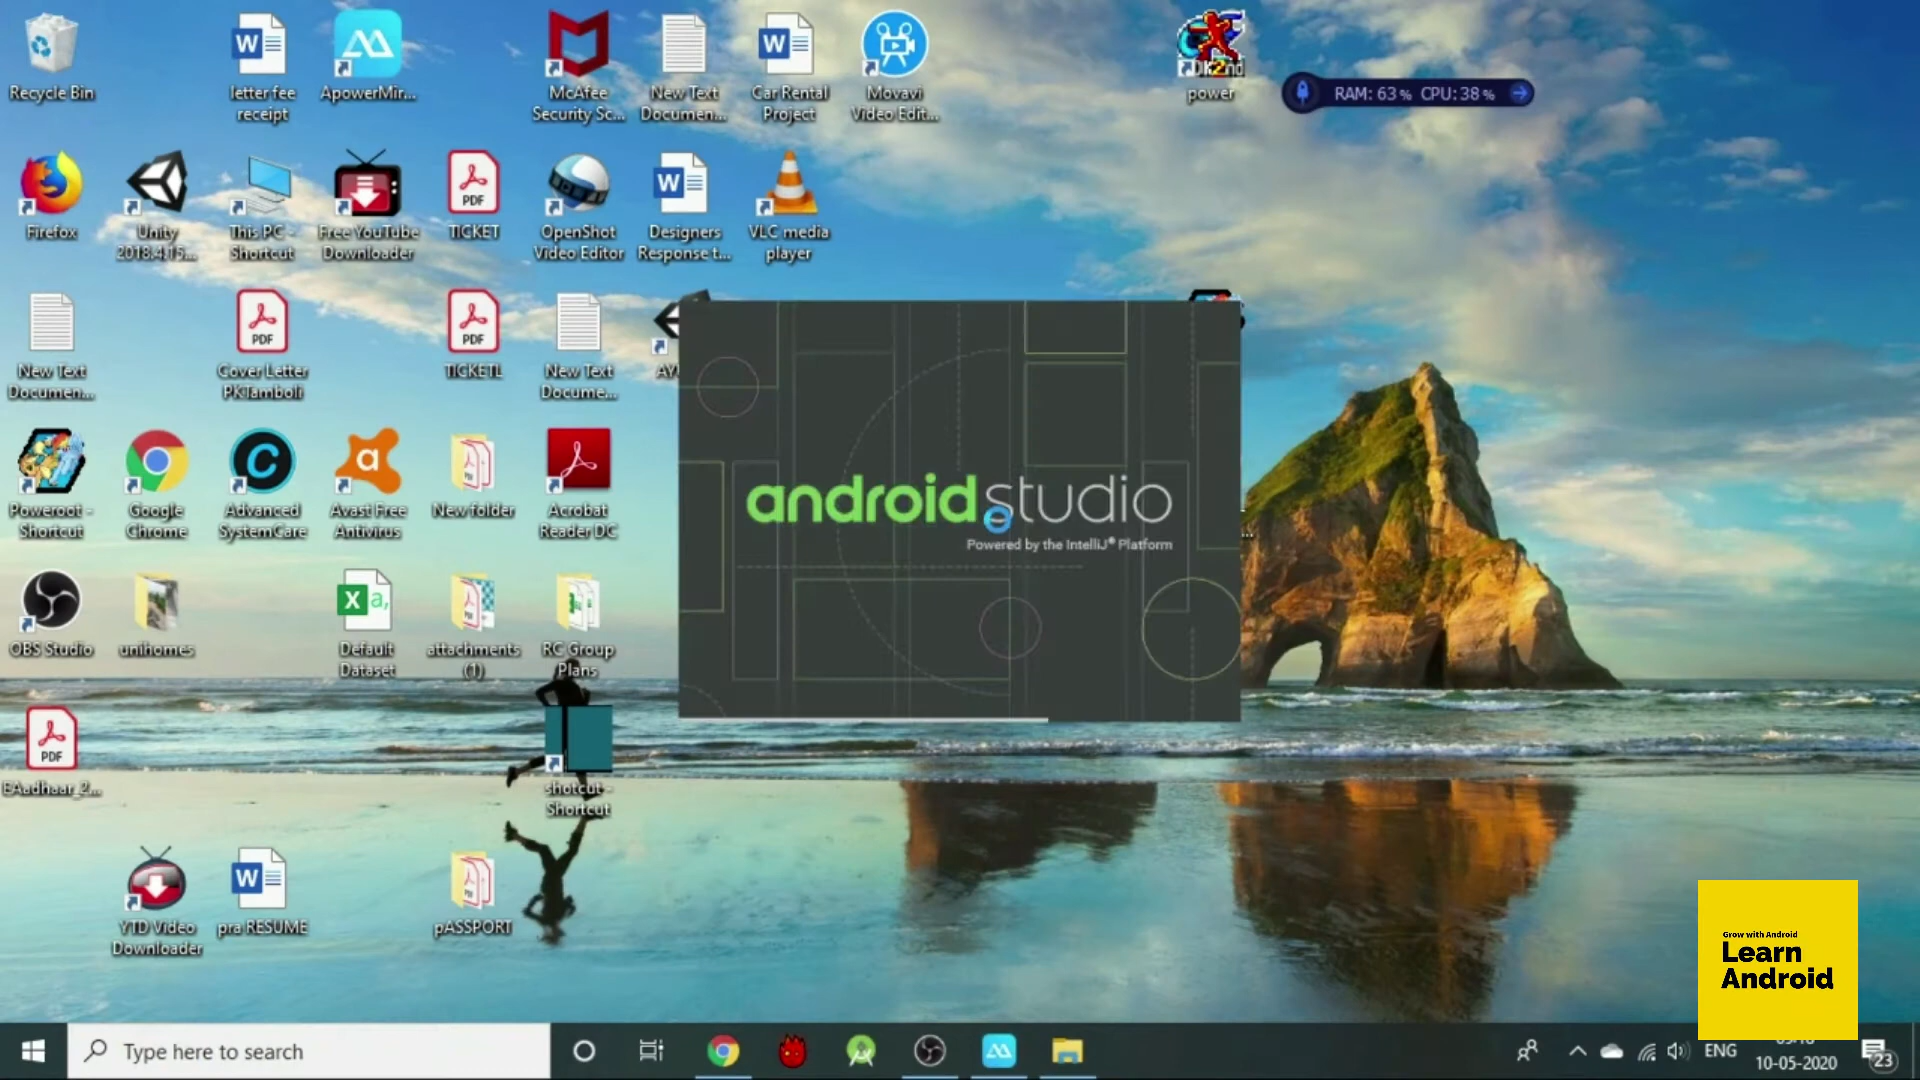 Recycle Bin
letter fee
receipt
ApowerMir...
McAfee
Security Sc...
New Text
Documen...
Car Rental
Project
Movavi
Video Edit...
power
RAM: 63 % CPU: 38 %
Firefox
Unity
2018.4.15...
This PC -
Shortcut
Free YouTube
Downloader
PDF
TICKET
OpenShot
Video Editor
Designers
Response t...
VLC media
player
New Text
Documen...
PDF
Cover Letter
PKTamboli
PDF
TICKETL
New Text
Docume...
android studio
Powered by the IntelliJ® Platform
Poweroot -
Shortcut
Google
Chrome
Advanced
SystemCare
Avast Free
Antivirus
New folder
Acrobat
Reader DC
OBS Studio
unihomes
Default
Dataset
attachments
(1)
RC Group
Plans
PDF
EAadhaar_2...
shotcut -
Shortcut
YTD Video
Downloader
pra RESUME
pASSPORT
Grow with Android
Learn
Android
Type here to search
ENG
10-05-2020
23